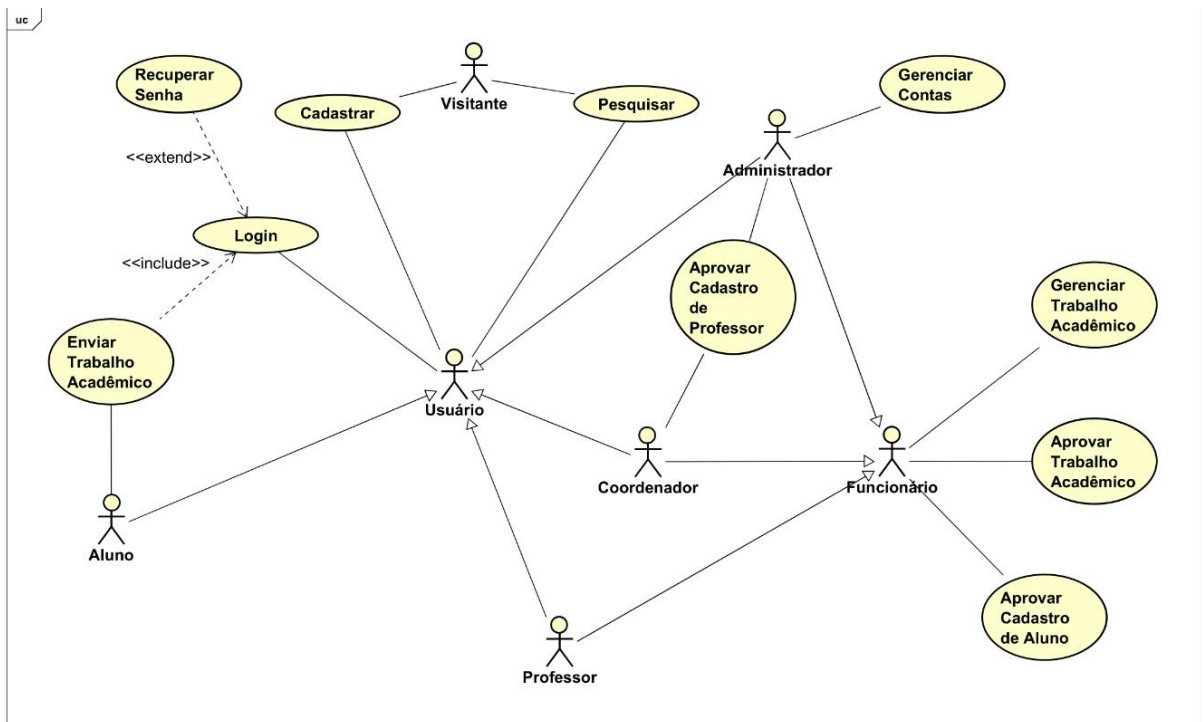 uc
Recuperar
Senha
Cadastrar
Visitante
Pesquisar
Gerenciar
Contas
Administrador
<<extend>>
Login
<<include>>
Aprovar
Cadastro
de
Professor
Gerenciar
Trabalho
Acadêmico
Enviar
Trabalho
Acadêmico
Usuário
Coordenador
Funcionário
Aprovar
Trabalho
Acadêmico
Aluno
Aprovar
Cadastro
de Aluno
Professor